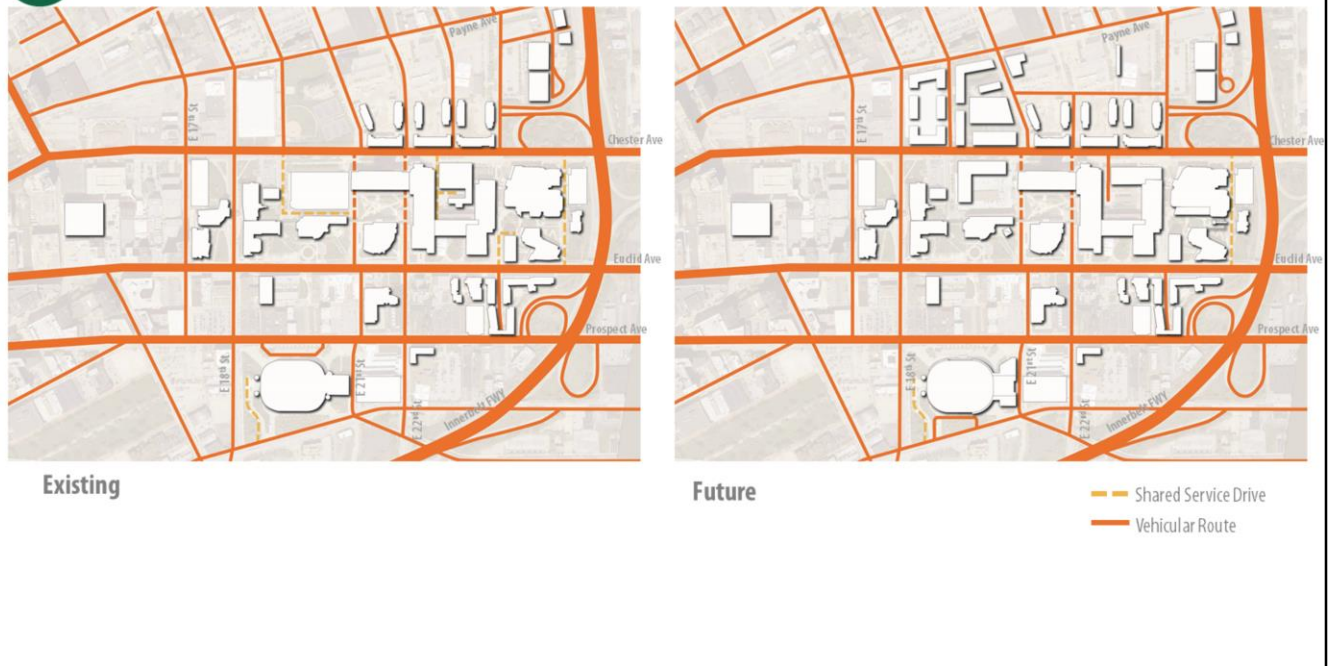 Payne Ave
E 17th St
Chester Ave
Euclid Ave
Prospect Ave
E 18th St
E 21st St
E 22nd St
Innerbelt FWY
Existing
Payne Ave
E 17th St
Chester Ave
Euclid Ave
Prospect Ave
E 18th St
E 21st St
E 22nd St
Innerbelt FWY
Future
Shared Service Drive
Vehicular Route